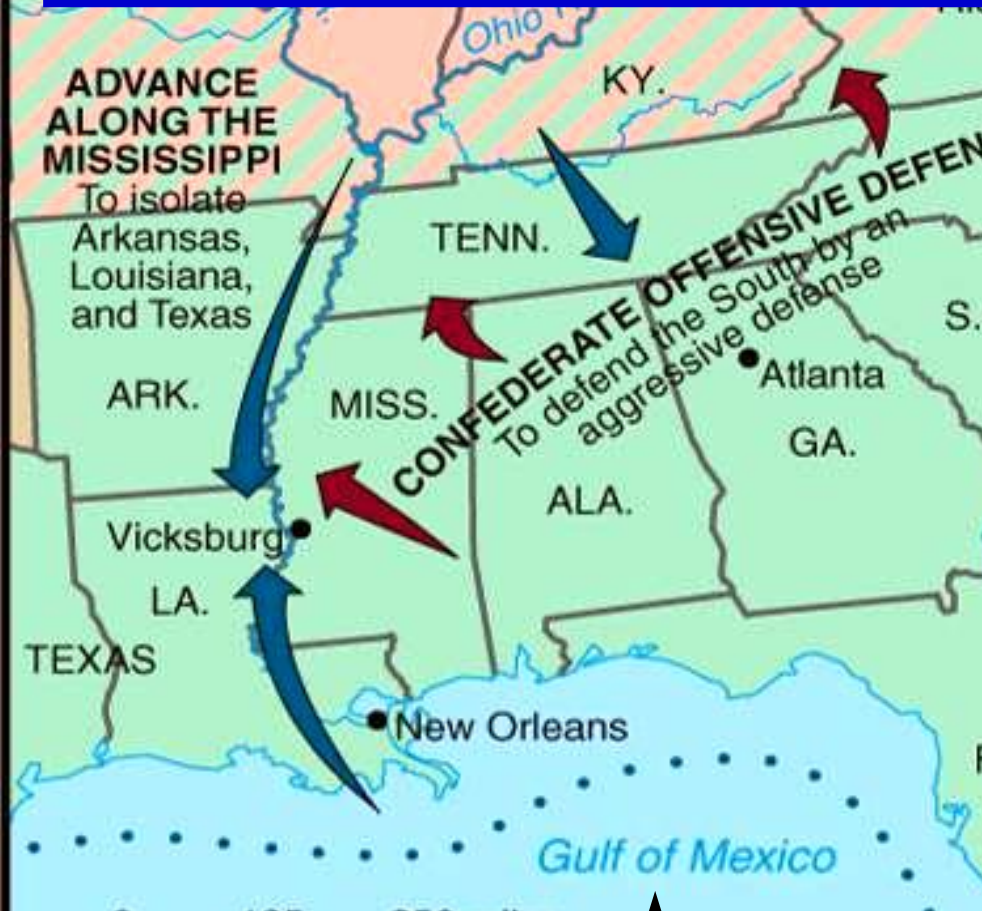 Ohio
KY.
ADVANCE
ALONG THE
MISSISSIPPI
To isolate
Arkansas,
Louisiana,
and Texas
TENN.
CONFEDERATE OFFENSIVE DEFEN
To defend the South by an
aggressive defense
S.
Atlanta
ARK.
MISS.
GA.
ALA.
Vicksburg
LA.
TEXAS
New Orleans
Gulf of Mexico